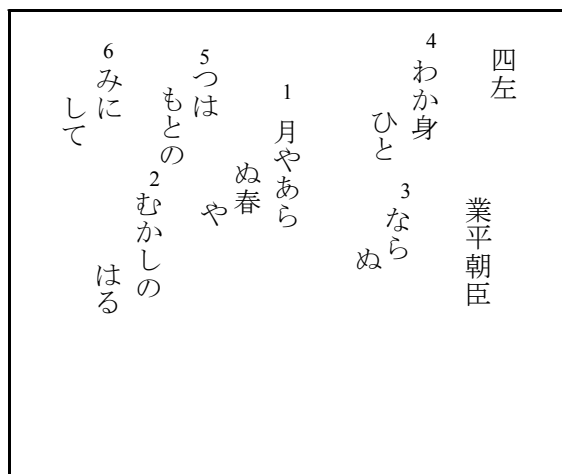 四左
業平朝臣
1 月やあら
ぬ春
や
2 むかしの
はる
3 なら
ぬ
4 わか身
ひと
5 つは
もとの
6 みに
して